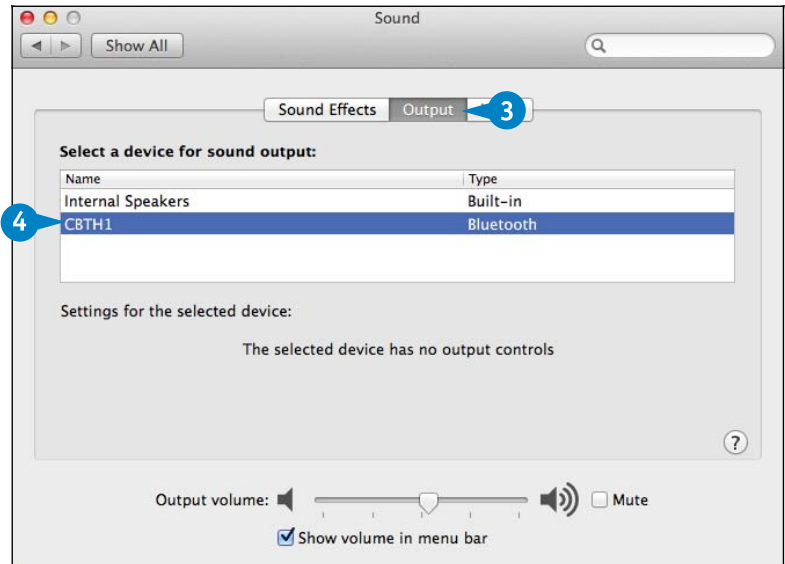 Sound
Show All
Sound Effects Output 3
Select a device for sound output:
Name Type
Internal Speakers Built-in
4 CBTH1 Bluetooth
Settings for the selected device:
The selected device has no output controls
?
Output volume: Mute
Show volume in menu bar